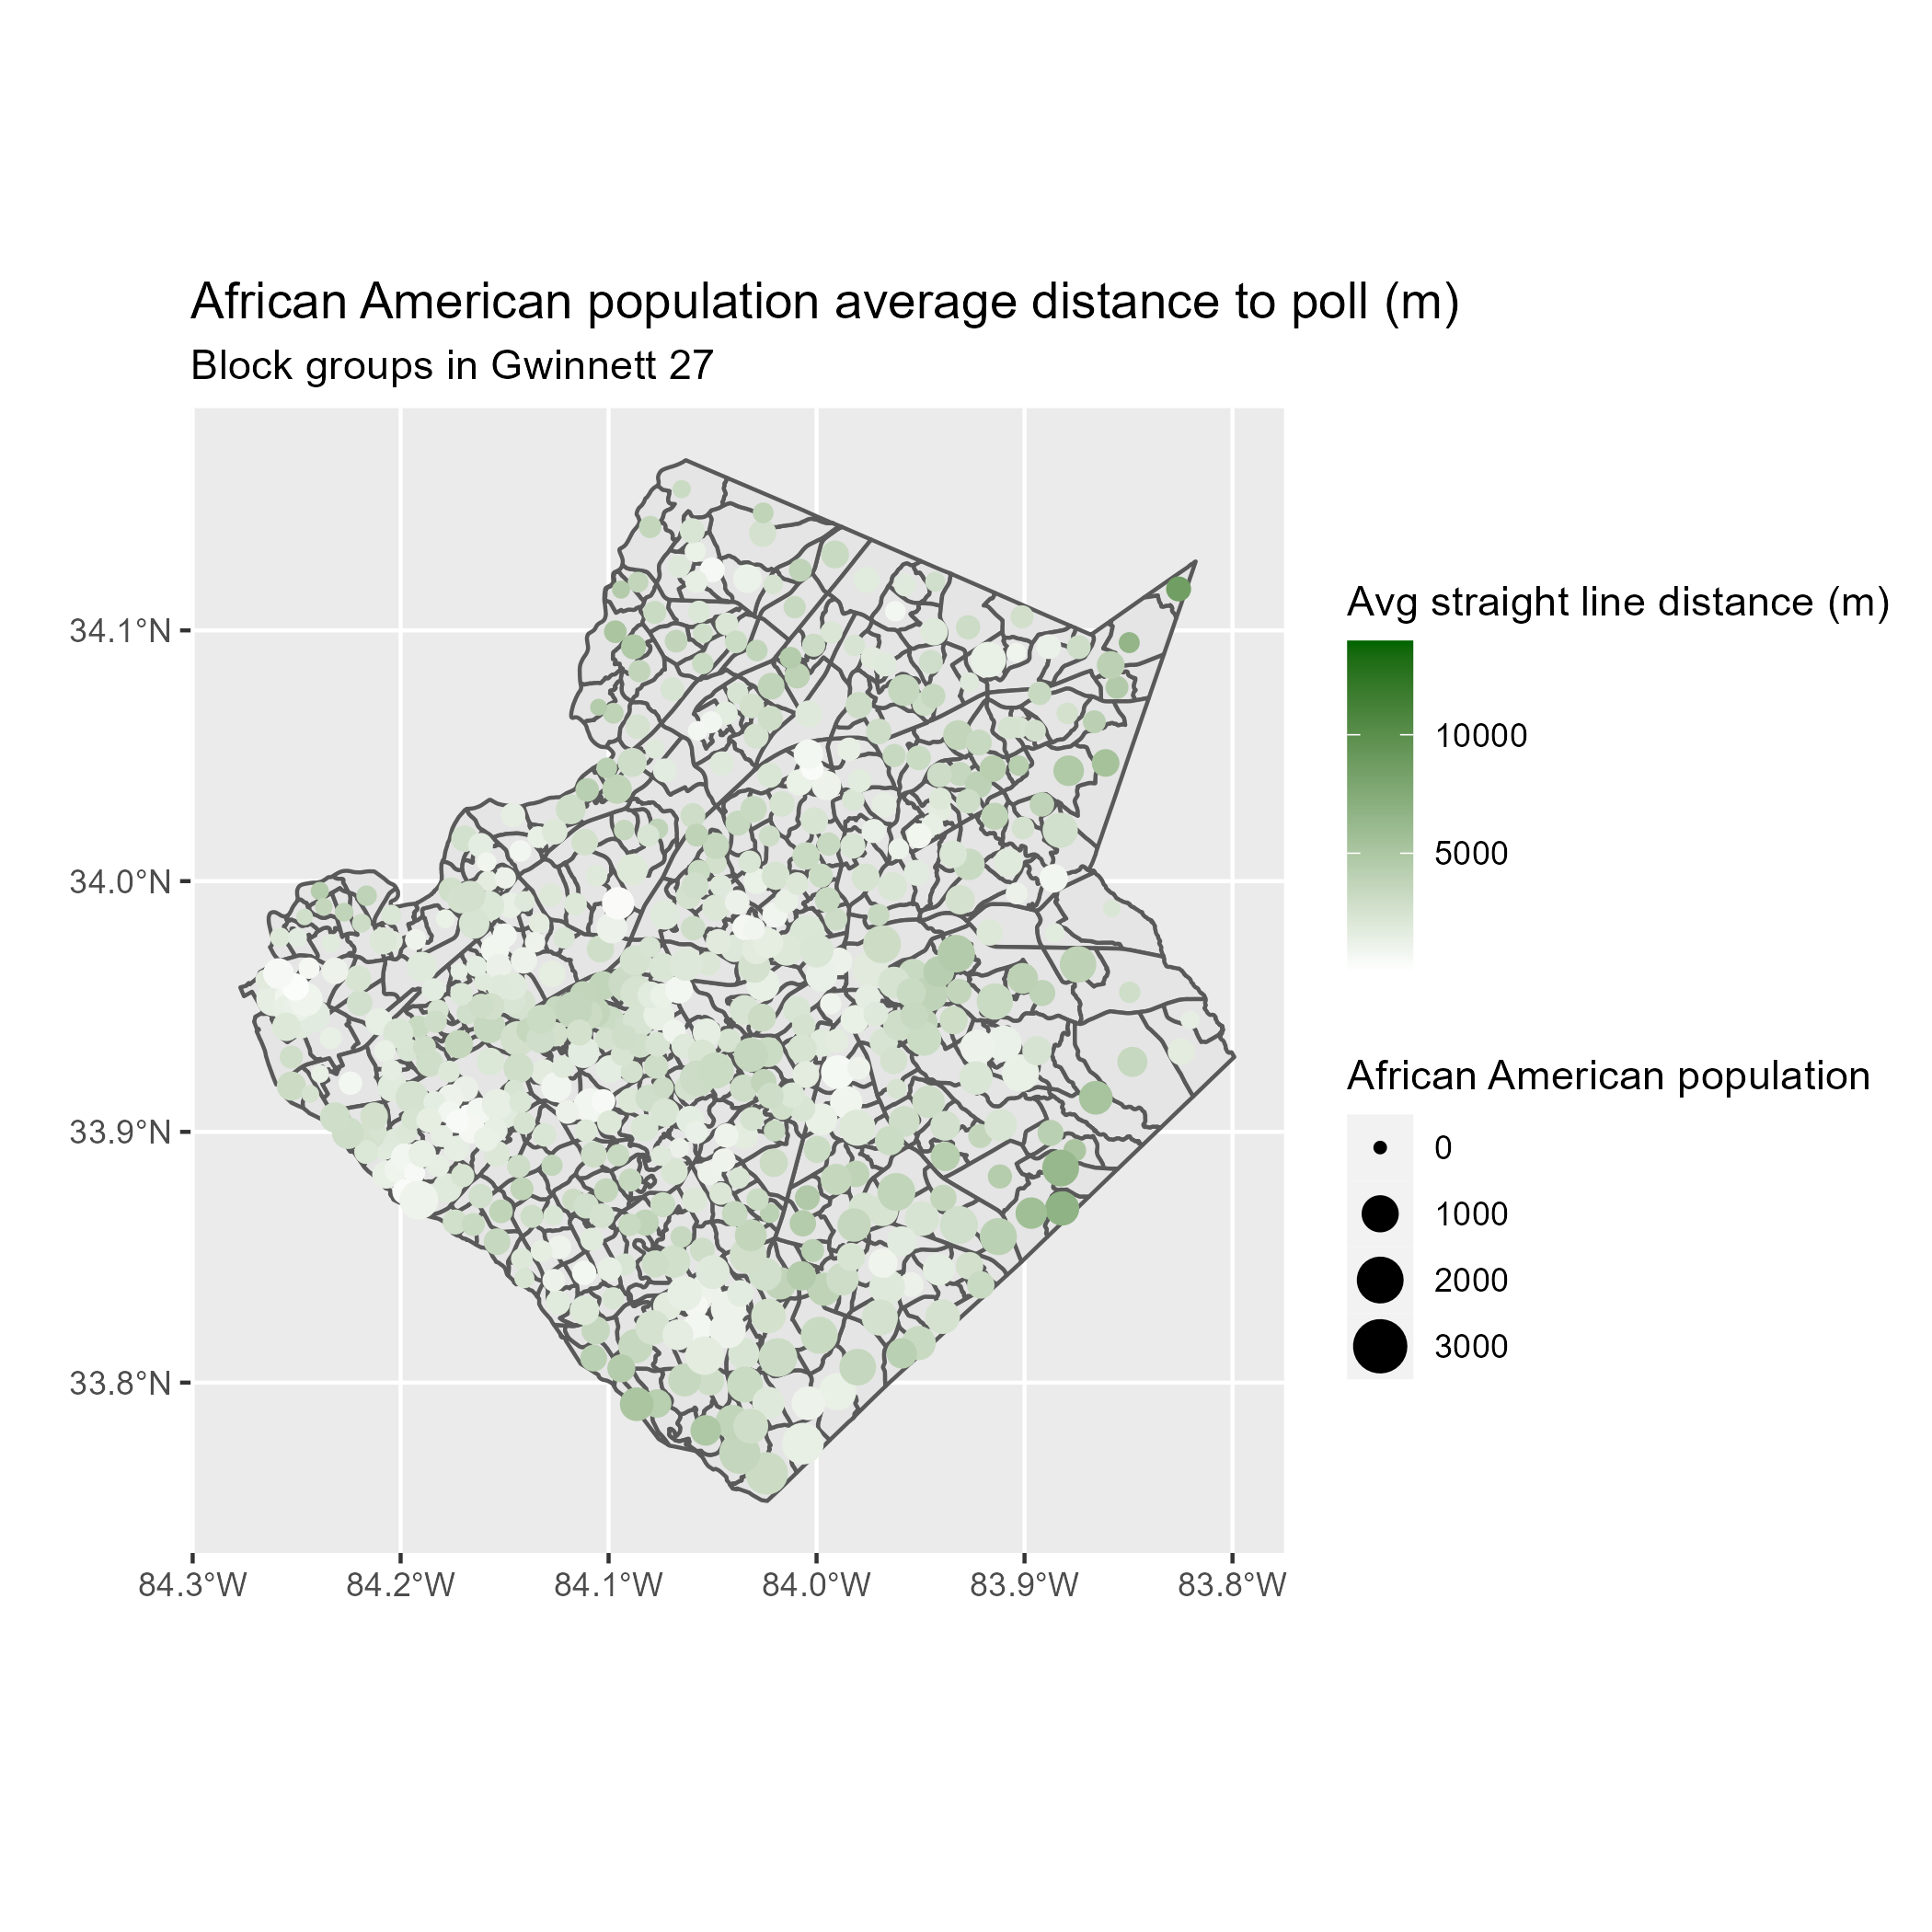 African American population average distance to poll (m)
Block groups in Gwinnett 27
34.1°N
34.0°N
33.9°N
33.8°N
84.3°W
84.2°W
84.1°W
84.0°W
83.9°W
83.8°W
Avg straight line distance (m)
10000
5000
African American population
0
1000
2000
3000